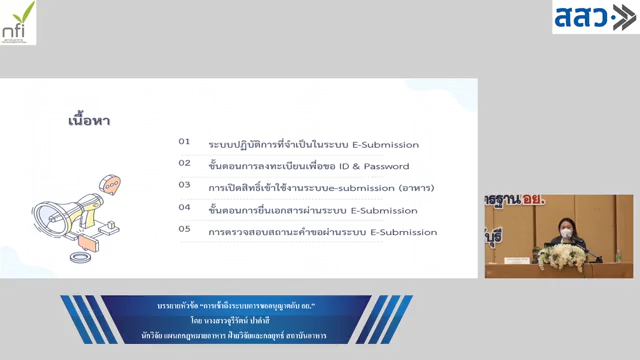 nfi
สสว.
เนื้อหา
01 ระบบปฏิบัติการที่จำเป็นในระบบ E-Submission
02 ขั้นตอนการลงทะเบียนเพื่อขอ ID & Password
03 การเปิดสิทธิ์เข้าใช้งานระบบe-submission (อาหาร)
04 ขั้นตอนการยื่นเอกสารผ่านระบบ E-Submission
05 การตรวจสอบสถานะคำขอผ่านระบบ E-Submission
บรรยายหัวข้อ “การเข้าถึงระบบการขออนุญาตกับ อย.”
โดย นางสาวจุรีรัตน์ ปาคำสี
นักวิจัย แผนกกฎหมายอาหาร ฝ่ายวิจัยและกลยุทธ์ สถาบันอาหาร